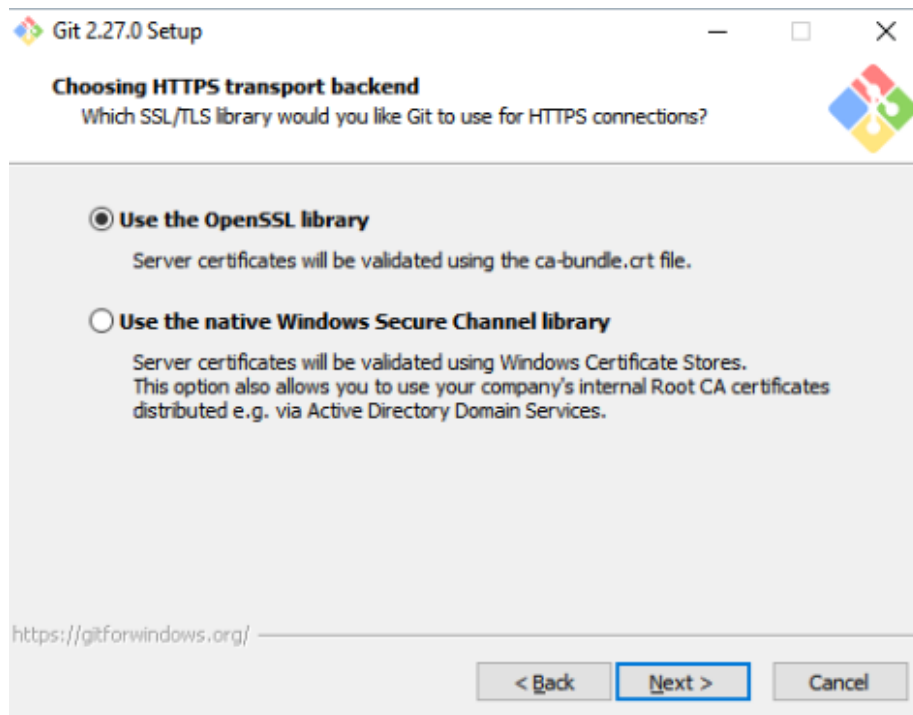 Git 2.27.0 Setup
Choosing HTTPS transport backend
Which SSL/TLS library would you like Git to use for HTTPS connections?
Use the OpenSSL library
Server certificates will be validated using the ca-bundle.crt file.
Use the native Windows Secure Channel library
Server certificates will be validated using Windows Certificate Stores.
This option also allows you to use your company's internal Root CA certificates
distributed e.g. via Active Directory Domain Services.
https://gitforwindows.org/
< Back Next > Cancel